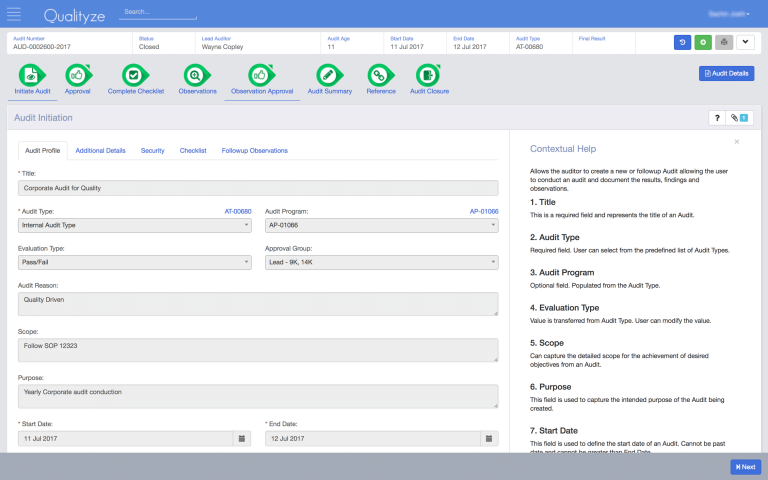 Qualityze
Search...
Audit Number
AUD-0002600-2017
Status
Closed
Lead Auditor
Wayne Copley
Audit Age
11
Start Date
11 Jul 2017
End Date
12 Jul 2017
Audit Type
AT-00680
Final Result
Initiate Audit
Approval
Complete Checklist
Observations
Observation Approval
Audit Summary
Reference
Audit Closure
Audit Details
Audit Initiation
?
1
Audit Profile
Additional Details
Security
Checklist
Followup Observations
* Title:
Corporate Audit for Quality
* Audit Type:
AT-00680
Internal Audit Type
Audit Program:
AP-01066
AP-01066
Evaluation Type:
Pass/Fail
Approval Group:
Lead - 9K, 14K
Audit Reason:
Quality Driven
Scope:
Follow SOP 12323
Purpose:
Yearly Corporate audit conduction
* Start Date:
11 Jul 2017
* End Date:
12 Jul 2017
Contextual Help
×
Allows the auditor to create a new or followup Audit allowing the user
to conduct an audit and document the results, findings and
observations.
1. Title
This is a required field and represents the title of an Audit.
2. Audit Type
Required field. User can select from the predefined list of Audit Types.
3. Audit Program
Optional field. Populated from the Audit Type.
4. Evaluation Type
Value is transferred from Audit Type. User can modify the value.
5. Scope
Can capture the detailed scope for the achievement of desired
objectives from an Audit.
6. Purpose
This field is used to capture the intended purpose of the Audit being
created.
7. Start Date
This field is used to define the start date of an Audit. Cannot be past
date and cannot be greater than End Date.
Next